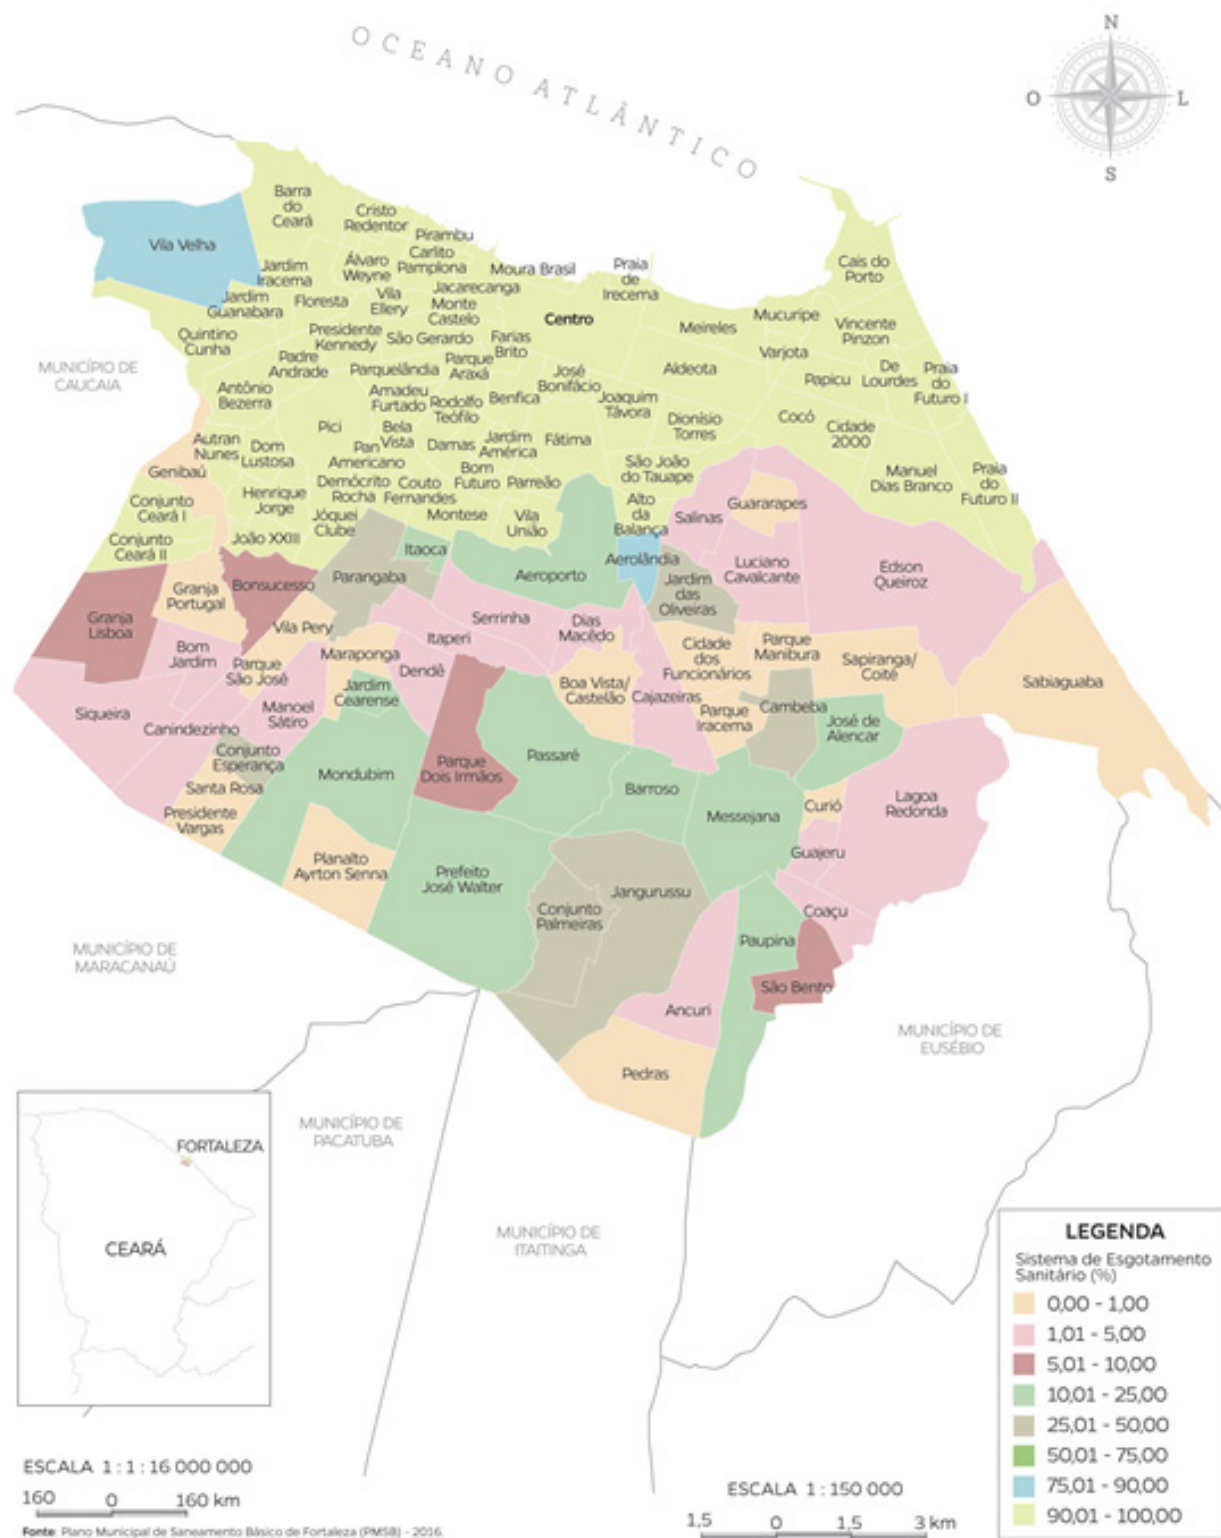 OCEANO ATLÂNTICO
N
O
L
S
Barra
do
Ceará
Cristo
Redentor
Pirambu
Vila Velha
Carlito
Pamplona
Álvaro
Weyne
Moura Brasil
Praia
de
Irecema
Cais do
Porto
Jardim
Iracema
Jacarecanga
Jardim
Guanabara
Floresta
Vila
Ellery
Monte
Castelo
Centro
Meireles
Mucuripe
Vincente
Pinzon
Quintino
Cunha
Presidente
Kennedy
São Gerardo
Farias
Brito
MUNICÍPIO DE
CAUCAIA
Padre
Andrade
Parquelândia
Parque
Araxá
José
Bonifácio
Aldeota
Varjota
Papicu
De
Lourdes
Praia
do
Futuro I
Antônio
Bezerra
Amadeu
Furtado
Rodolfo
Teófilo
Benfica
Joaquim
Távora
Dionísio
Torres
Cocó
Cidade
2000
Pici
Bela
Vista
Autran
Nunes
Dom
Lustosa
Pan
Americano
Damas
Jardim
América
Fátima
Genibaú
Demócrito
Rocha
Couto
Fernandes
Bom
Futuro
Parreão
São João
do Tauape
Manuel
Dias Branco
Praia
do
Futuro II
Conjunto
Ceará I
Henrique
Jorge
Jóquei
Clube
Montese
Vila
União
Alto
da
Balança
Salinas
Guararapes
Conjunto
Ceará II
João XXIII
Itaoca
Aerolândia
Luciano
Cavalcante
Edson
Queiroz
Granja
Portugal
Bonsucesso
Parangaba
Aeroporto
Jardim
das
Oliveiras
Granja
Lisboa
Vila Pery
Serrinha
Dias
Macêdo
Itaperi
Bom
Jardim
Maraponga
Dendê
Cidade
dos
Funcionários
Parque
Manibura
Sapiranga/
Coité
Sabiaguaba
Parque
São José
Jardim
Cearense
Boa Vista/
Castelão
Cajazeiras
Siqueira
Manoel
Sátiro
Parque
Iracema
Cambeba
José de
Alencar
Canindezinho
Conjunto
Esperança
Mondubim
Parque
Dois Irmãos
Passaré
Santa Rosa
Barroso
Messejana
Curió
Lagoa
Redonda
Presidente
Vargas
Planalto
Ayrton Senna
Prefeito
José Walter
Guajeru
Jangurussu
Conjunto
Palmeiras
Coaçu
Paupina
MUNICÍPIO DE
MARACANAÚ
São Bento
Ancuri
MUNICÍPIO DE
EUSÉBIO
Pedras
MUNICÍPIO DE
PACATUBA
FORTALEZA
CEARÁ
MUNICÍPIO DE
ITAITINGA
LEGENDA
Sistema de Esgotamento
Sanitário (%)
0,00 - 1,00
1,01 - 5,00
5,01 - 10,00
10,01 - 25,00
25,01 - 50,00
50,01 - 75,00
75,01 - 90,00
90,01 - 100,00
ESCALA 1 : 1 : 16 000 000
160 0 160 km
ESCALA 1 : 150 000
1,5 0 1,5 3 km
Fonte: Plano Municipal de Saneamento Básico de Fortaleza (PMSB) - 2016.